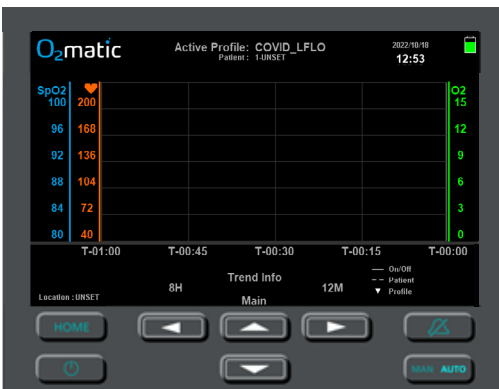 O2matic
Active Profile: COVID_LFLO
Patient: 1-UNSET
2022/10/18
12:53
SpO2
O2
100 200 15
96 168 12
92 136 9
88 104 6
84 72 3
80 40 0
T-01:00 T-00:45 T-00:30 T-00:15 T-00:00
Trend Info
8H 12M
Main
On/Off
Patient
Profile
Location :UNSET
HOME
MAN AUTO